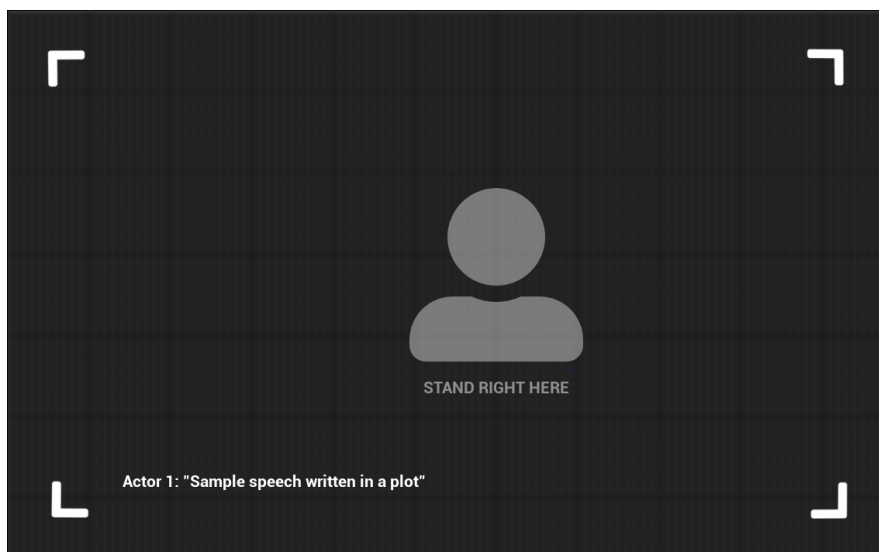 STAND RIGHT HERE
Actor 1: "Sample speech written in a plot"